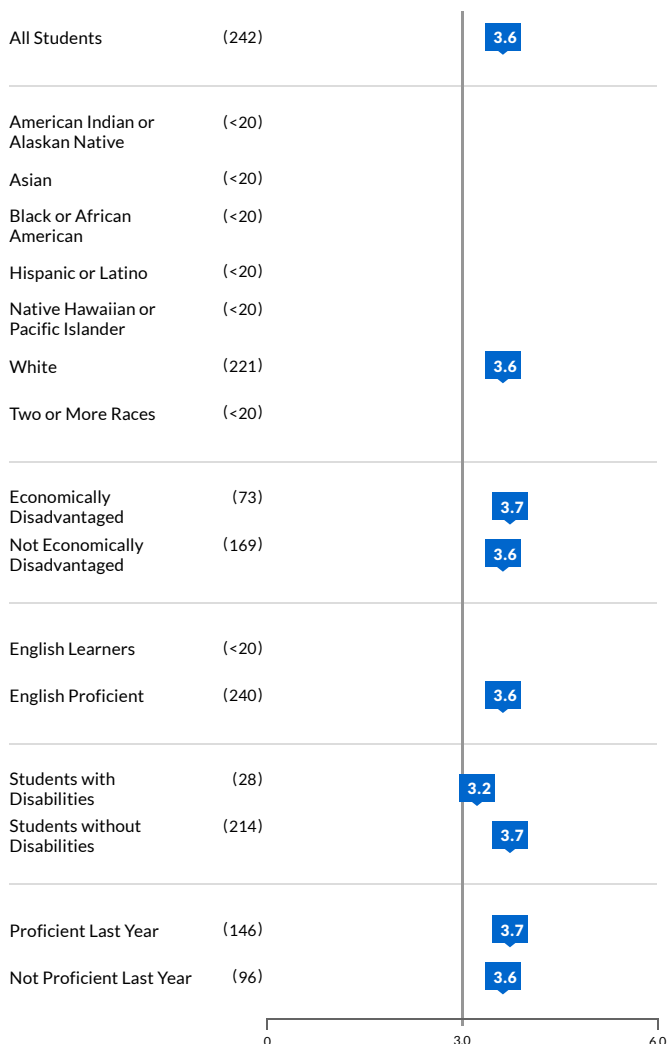 All Students (242) 3.6
American Indian or (<20)
Alaskan Native
Asian (<20)
Black or African (<20)
American
Hispanic or Latino (<20)
Native Hawaiian or (<20)
Pacific Islander
White (221) 3.6
Two or More Races (<20)
Economically (73)
Disadvantaged 3.7
Not Economically (169)
Disadvantaged 3.6
English Learners (<20)
English Proficient (240) 3.6
Students with (28)
Disabilities 3.2
Students without (214)
Disabilities 3.7
Proficient Last Year (146) 3.7
Not Proficient Last Year (96) 3.6
0 3.0 6.0